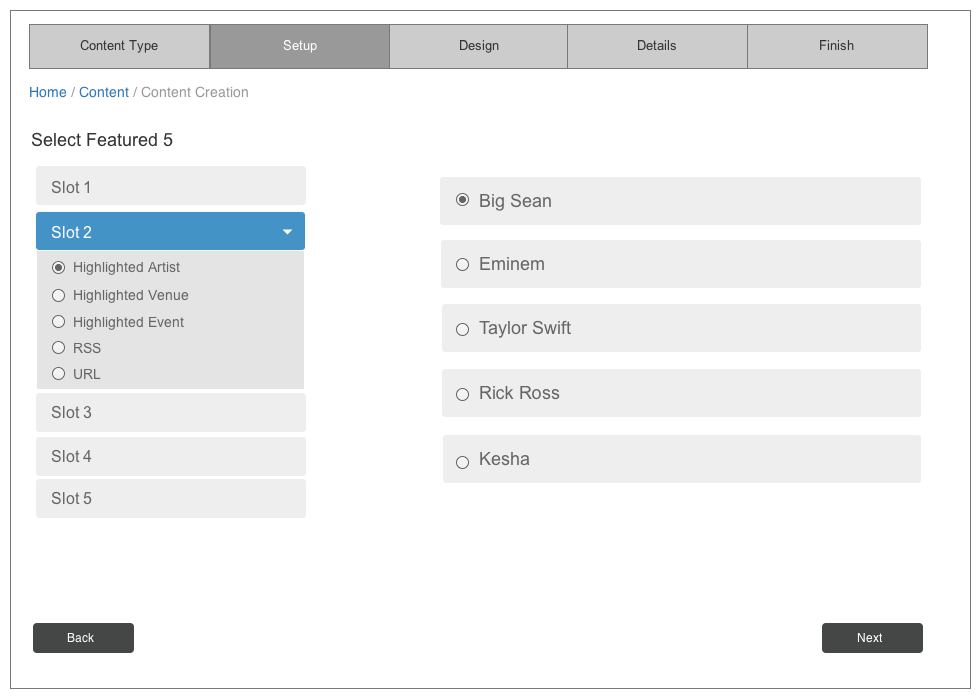 Content Type Setup Design Details Finish
Home / Content / Content Creation
Select Featured 5
Slot 1
Slot 2
Highlighted Artist
Highlighted Venue
Highlighted Event
RSS
URL
Slot 3
Slot 4
Slot 5
Big Sean
Eminem
Taylor Swift
Rick Ross
Kesha
Back Next